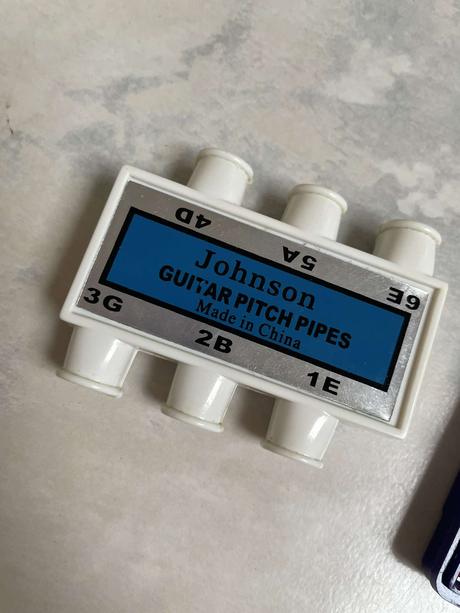 4D 5A 6E
Johnson
GUITAR PITCH PIPES
Made in China
3G 2B 1E